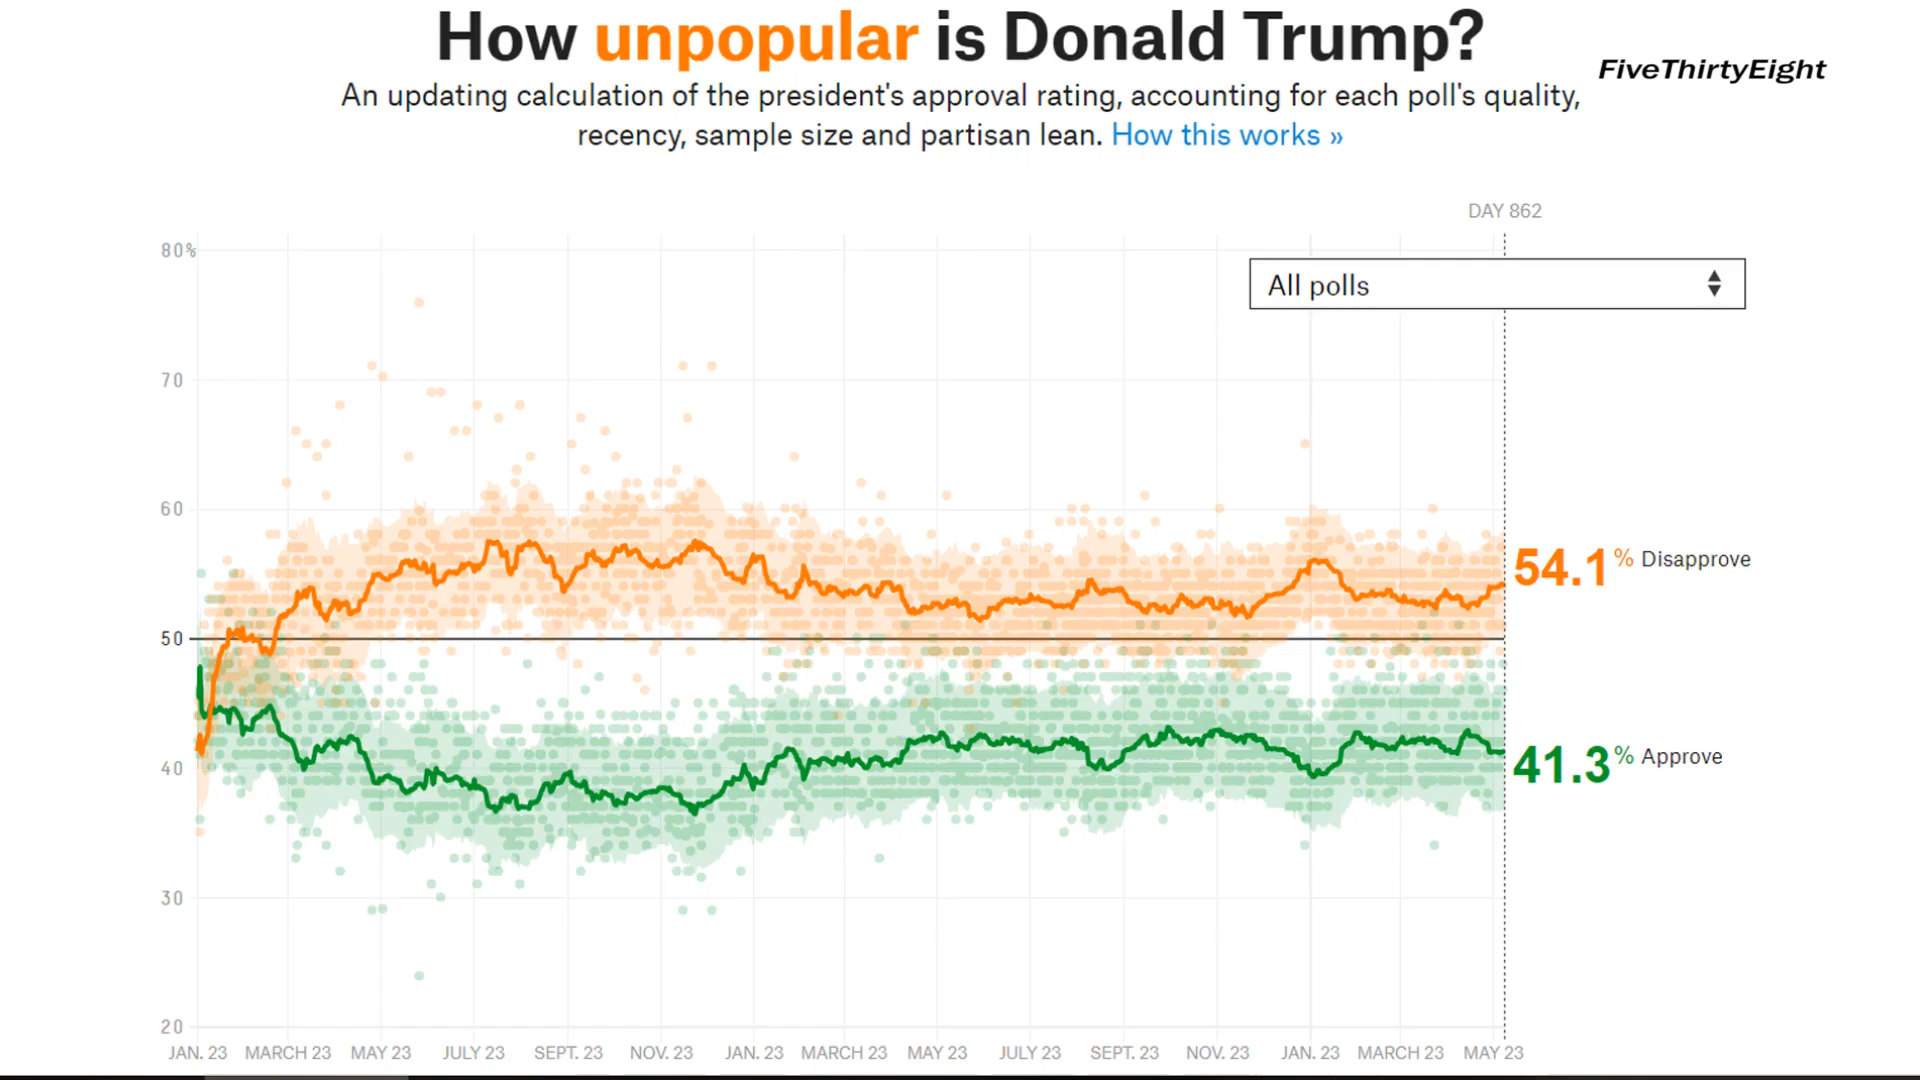 How unpopular is Donald Trump?
FiveThirtyEight
An updating calculation of the president's approval rating, accounting for each poll's quality,
recency, sample size and partisan lean. How this works »
DAY 862
80%
All polls
70
60
54.1% Disapprove
50
41.3% Approve
40
30
20
JAN. 23 MARCH 23 MAY 23 JULY 23 SEPT. 23 NOV. 23 JAN. 23 MARCH 23 MAY 23 JULY 23 SEPT. 23 NOV. 23 JAN. 23 MARCH 23 MAY 23